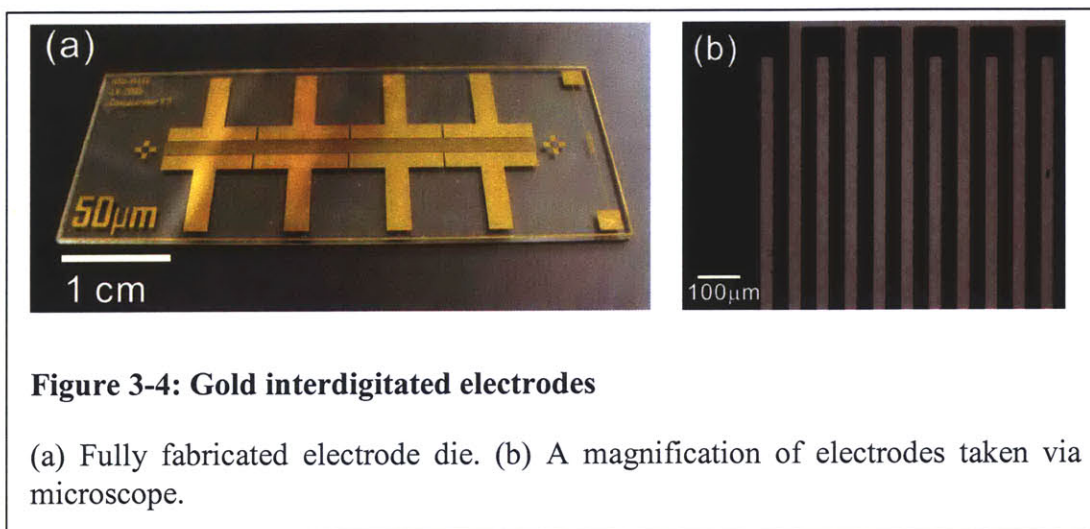 (a)
50µm
1 cm
(b)
100µm
Figure 3-4: Gold interdigitated electrodes
(a) Fully fabricated electrode die. (b) A magnification of electrodes taken via
microscope.